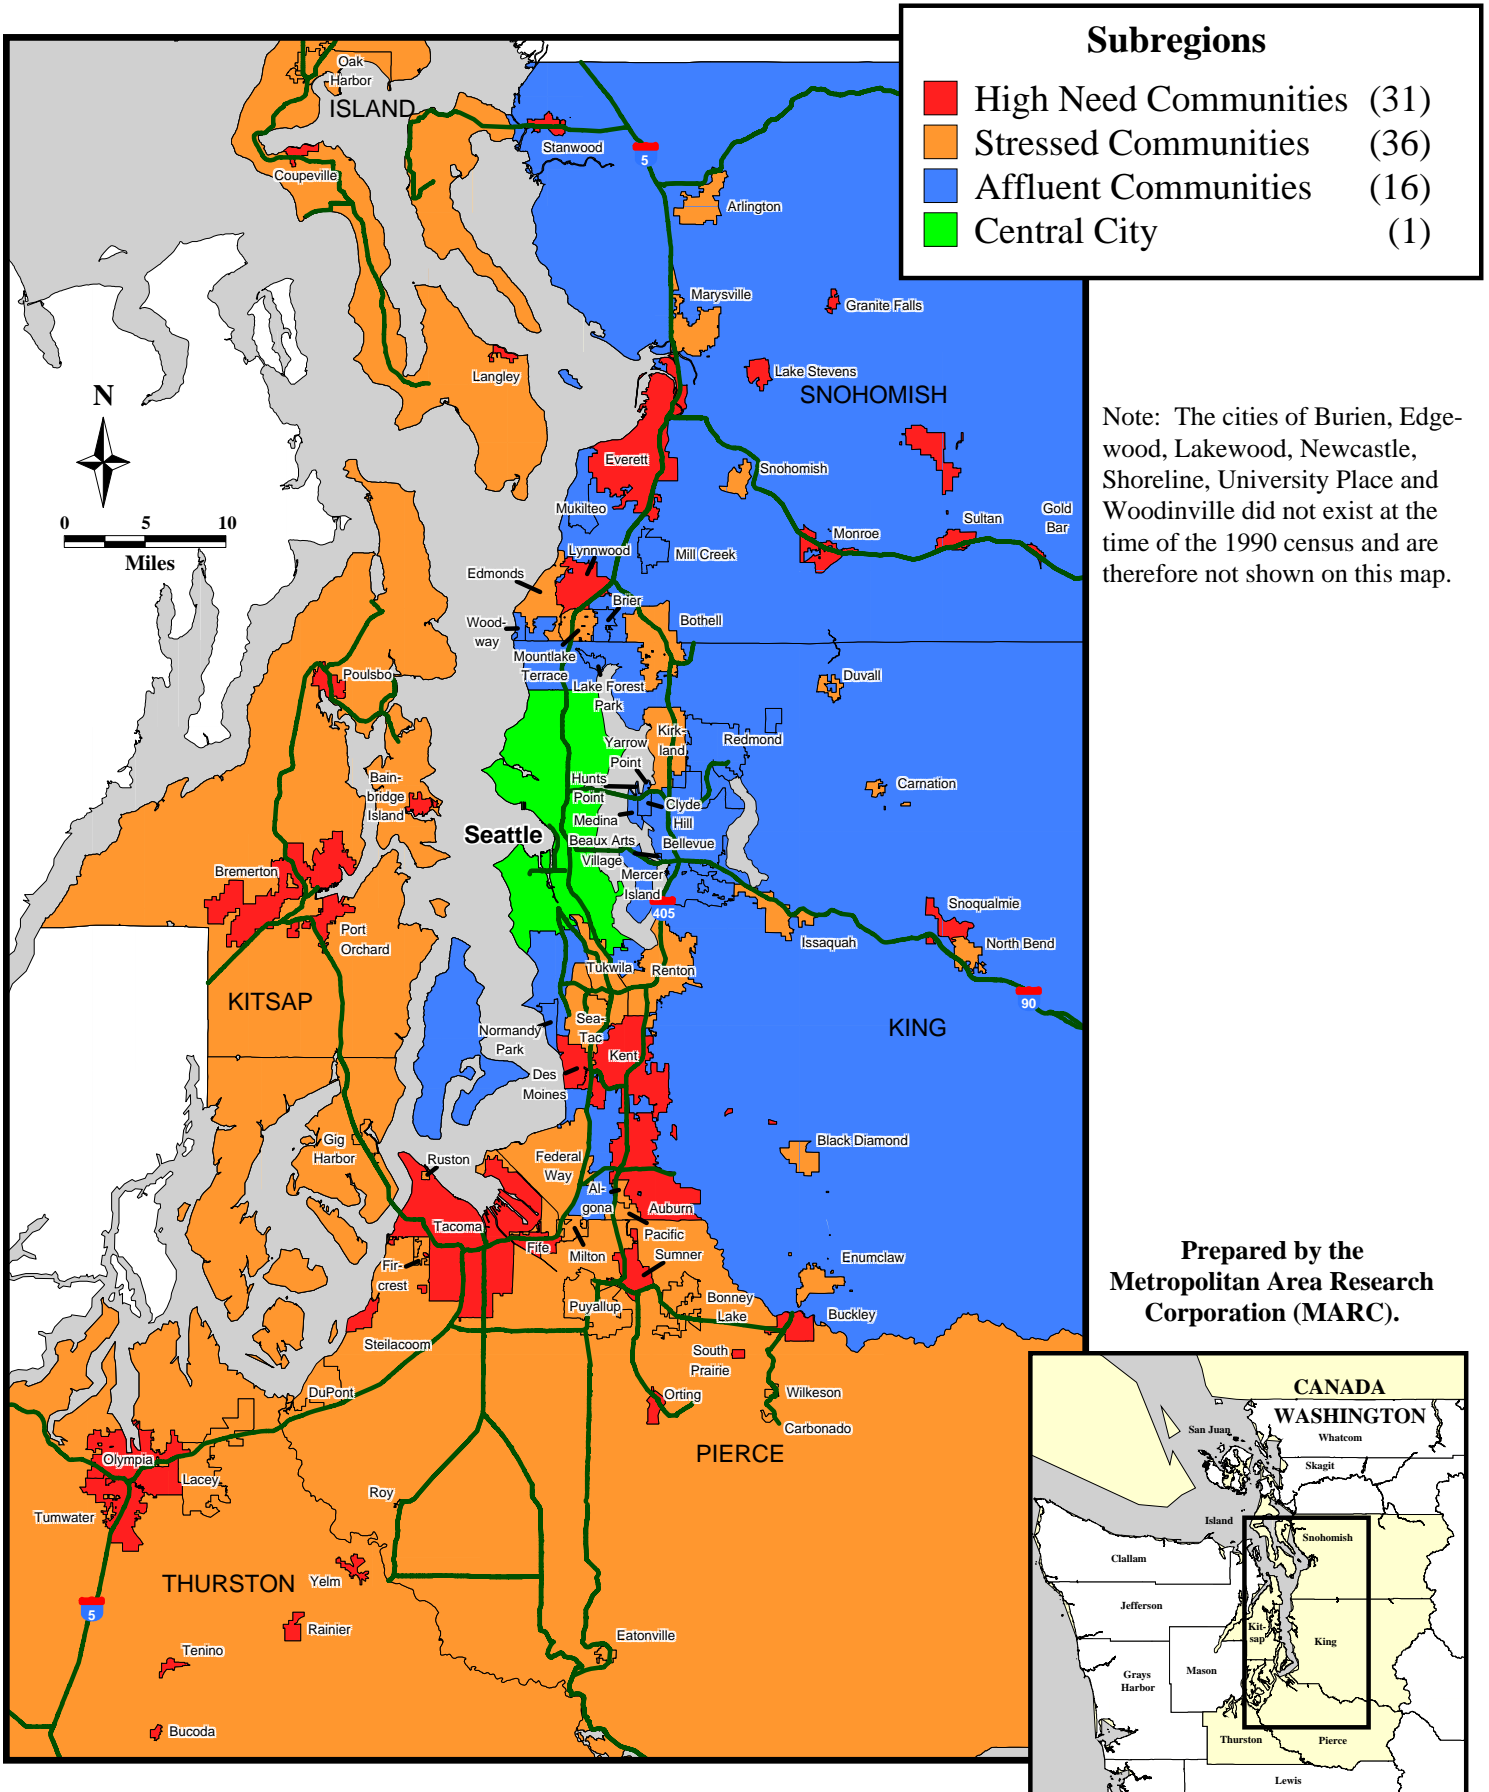 Subregions
High Need Communities (31)
Stressed Communities (36)
Affluent Communities (16)
Central City (1)
Oak
Harbor
ISLAND
Coupeville
Stanwood
5
Arlington
Marysville
Granite Falls
Langley
Lake Stevens
SNOHOMISH
N
0 5 10
Miles
Everett
Snohomish
Mukilteo
Monroe
Sultan
Gold
Bar
Lynnwood
Mill Creek
Edmonds
Brier
Wood-
way
Bothell
Mountlake
Terrace
Lake Forest
Park
Duvall
Poulsbo
Kirk-
land
Redmond
Yarrow
Point
Hunts
Point
Carnation
Bain-
bridge
Island
Clyde
Hill
Medina
Seattle
Beaux Arts
Village
Bellevue
Mercer
Island
405
Bremerton
Port
Orchard
Snoqualmie
Issaquah
North Bend
Tukwila
Renton
90
KITSAP
KING
Sea-
Tac
Normandy
Park
Kent
Des
Moines
Gig
Harbor
Black Diamond
Ruston
Federal
Way
Al-
gona
Auburn
Pacific
Tacoma
Fife
Milton
Sumner
Enumclaw
Fir-
crest
Puyallup
Bonney
Lake
Buckley
Steilacoom
South
Prairie
DuPont
Orting
Wilkeson
Carbonado
PIERCE
Olympia
Lacey
Roy
Tumwater
THURSTON
Yelm
5
Rainier
Tenino
Eatonville
Bucoda
Note: The cities of Burien, Edge-
wood, Lakewood, Newcastle,
Shoreline, University Place and
Woodinville did not exist at the
time of the 1990 census and are
therefore not shown on this map.
Prepared by the
Metropolitan Area Research
Corporation (MARC).
CANADA
WASHINGTON
San Juan
Whatcom
Skagit
Island
Snohomish
Clallam
Jefferson
Kit-
sap
King
Mason
Grays
Harbor
Thurston
Pierce
Lewis